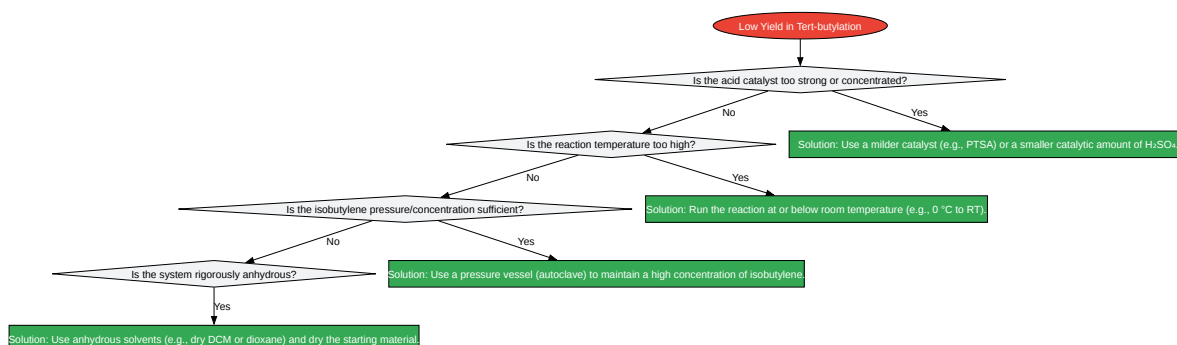 Low Yield in Tert-butylation
Is the acid catalyst too strong or concentrated?
No
Yes
Is the reaction temperature too high?
Solution: Use a milder catalyst (e.g., PTSA) or a smaller catalytic amount of H₂SO₄.
No
Yes
Is the isobutylene pressure/concentration sufficient?
Solution: Run the reaction at or below room temperature (e.g., 0 °C to RT).
No
Yes
Is the system rigorously anhydrous?
Solution: Use a pressure vessel (autoclave) to maintain a high concentration of isobutylene.
Yes
Solution: Use anhydrous solvents (e.g., dry DCM or dioxane) and dry the starting material.